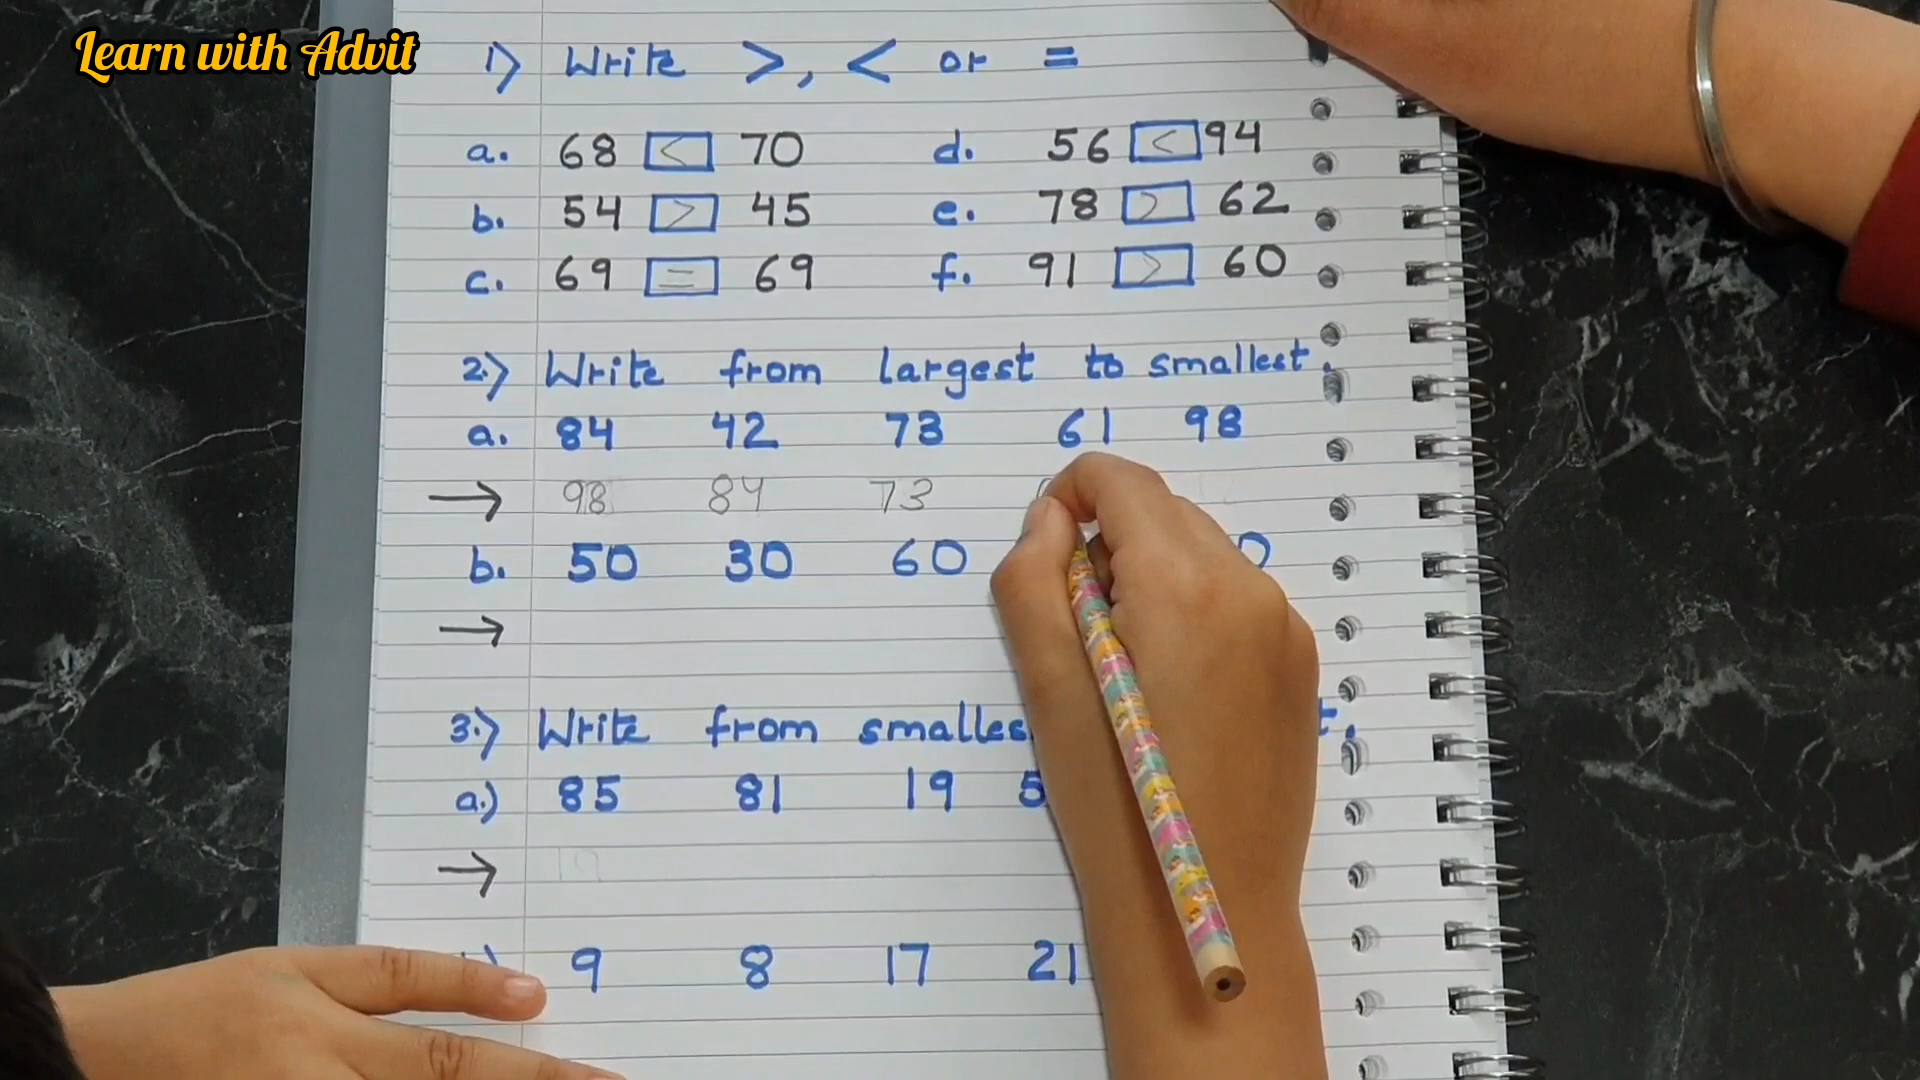 Learn with Advit
1) Write >, < or =
a. 68 < 70 d. 56 < 94
b. 54 > 45 e. 78 > 62
c. 69 = 69 f. 91 > 60
2.) Write from largest to smallest.
a. 84 42 73 61 98
→ 98 84 73
b. 50 30 60
→
3.) Write from
a.) 85 81 19
→ 19
9 8 17 21